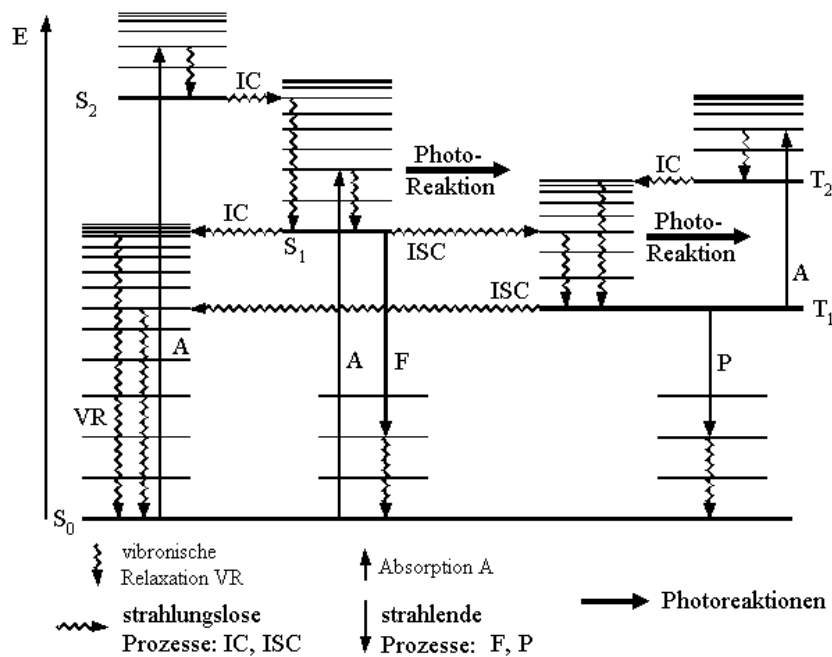 E
IC
S2
Photo-
Reaktion
IC
T2
IC
S1
ISC
Photo-
Reaktion
A
ISC
T1
A
A
F
P
VR
S0
vibronische
Relaxation VR
Absorption A
strahlungslose
Prozesse: IC, ISC
strahlende
Prozesse: F, P
Photoreaktionen